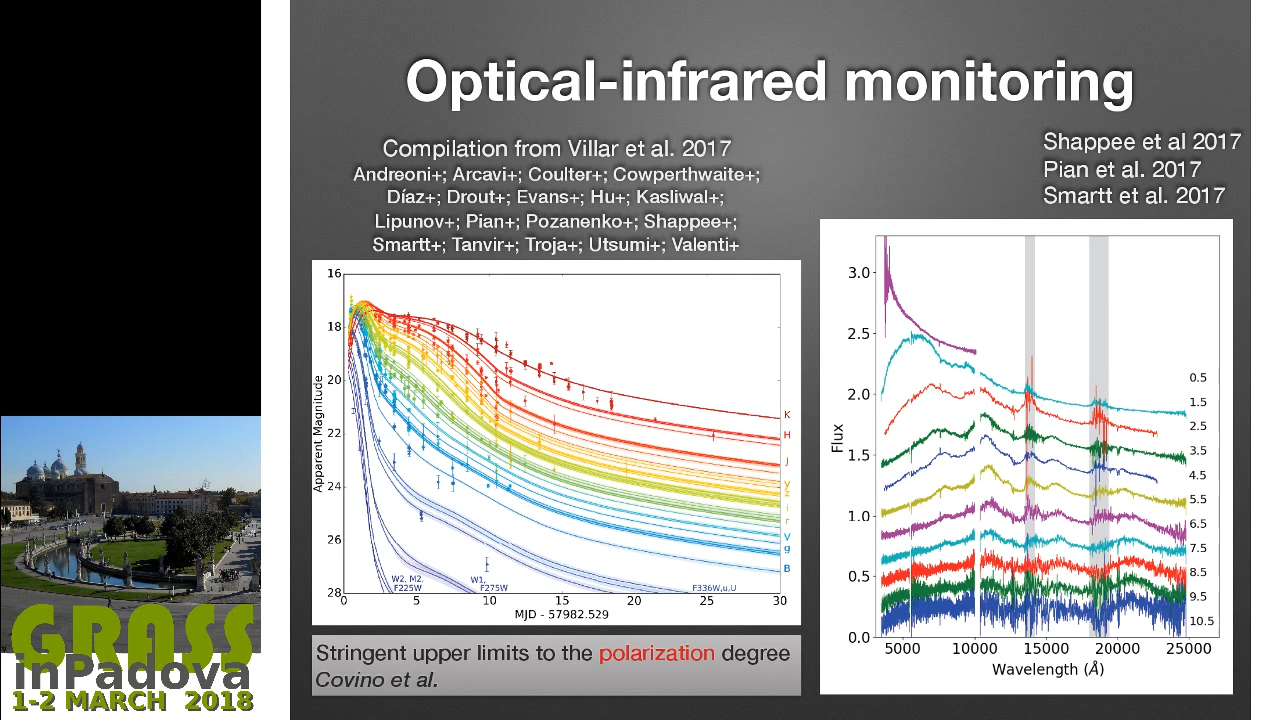 Optical-infrared monitoring
Compilation from Villar et al. 2017
Andreoni+; Arcavi+; Coulter+; Cowperthwaite+;
Díaz+; Drout+; Evans+; Hu+; Kasliwal+;
Lipunov+; Pian+; Pozanenko+; Shappee+;
Smartt+; Tanvir+; Troja+; Utsumi+; Valenti+
Shappee et al 2017
Pian et al. 2017
Smartt et al. 2017
Apparent Magnitude
16
18
20
22
24
26
28
K
H
J
y
z
i
r
V
g
B
W2, M2,
F225W
W1,
F275W
F336W,u,U
0 5 10 15 20 25 30
MJD - 57982.529
Flux
3.0
2.5
2.0
1.5
1.0
0.5
0.0
0.5
1.5
2.5
3.5
4.5
5.5
6.5
7.5
8.5
9.5
10.5
5000 10000 15000 20000 25000
Wavelength (Å)
Stringent upper limits to the polarization degree
Covino et al.
GRASS
inPadova
1-2 MARCH 2018